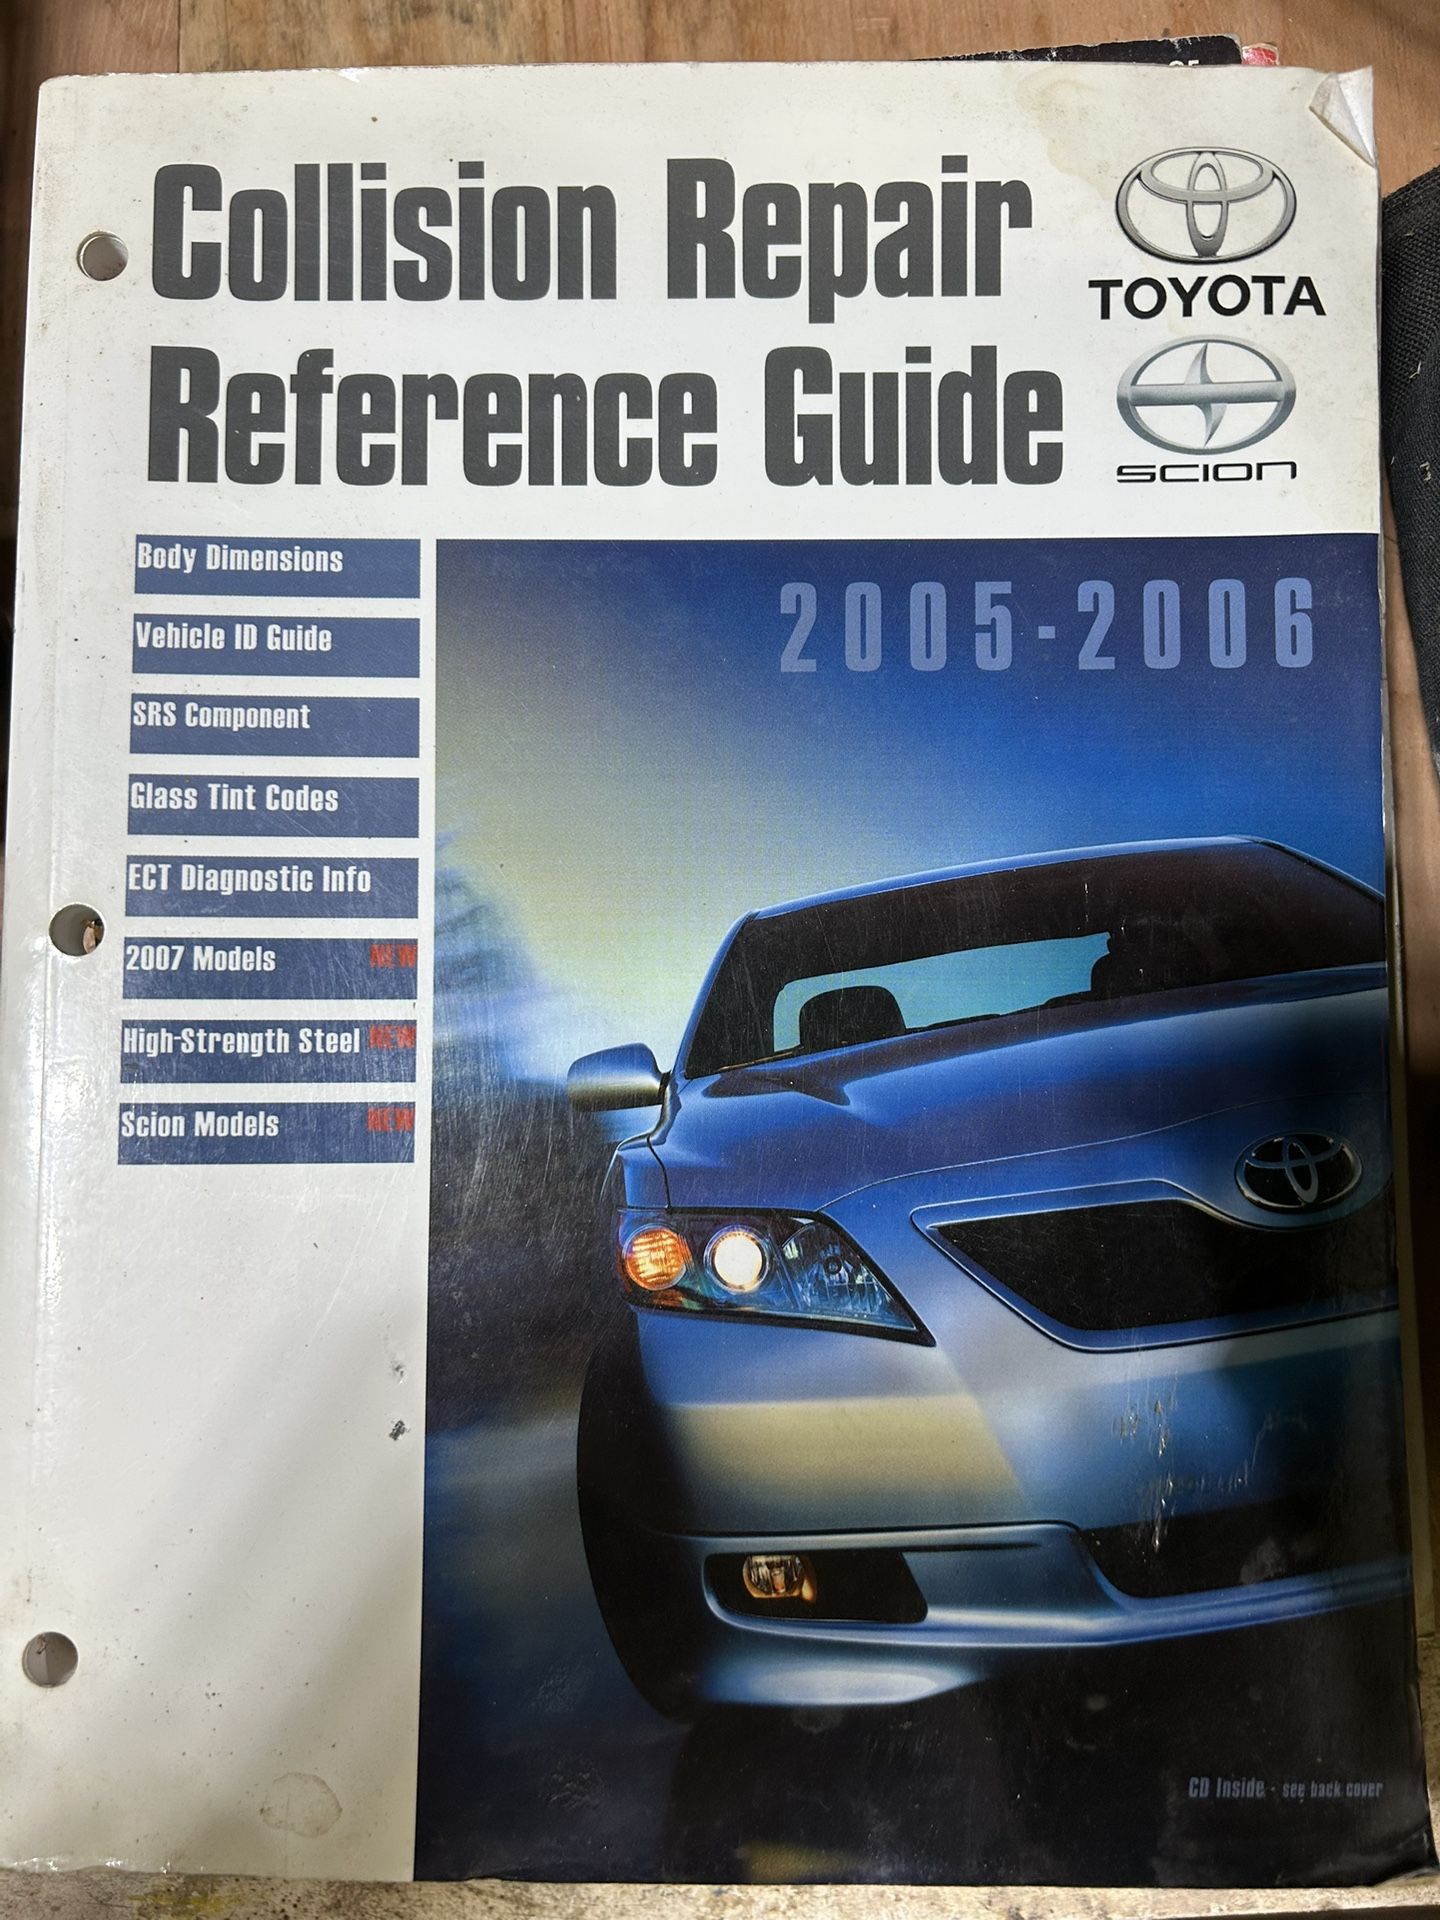 Collision Repair
Reference Guide
TOYOTA
SCION
Body Dimensions
Vehicle ID Guide
SRS Component
Glass Tint Codes
ECT Diagnostic Info
2007 Models NEW
High-Strength Steel NEW
Scion Models NEW
2005-2006
CD Inside - see back cover